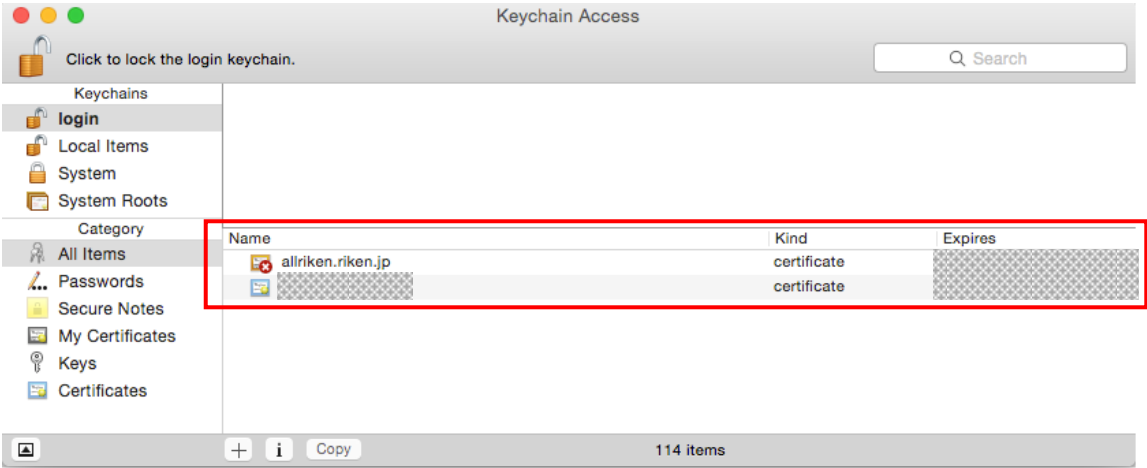 Keychain Access
Click to lock the login keychain.
Search
Keychains
login
Local Items
System
System Roots
Category
All Items
Passwords
Secure Notes
My Certificates
Keys
Certificates
Name Kind Expires
allriken.riken.jp certificate
certificate
+ i Copy 114 items